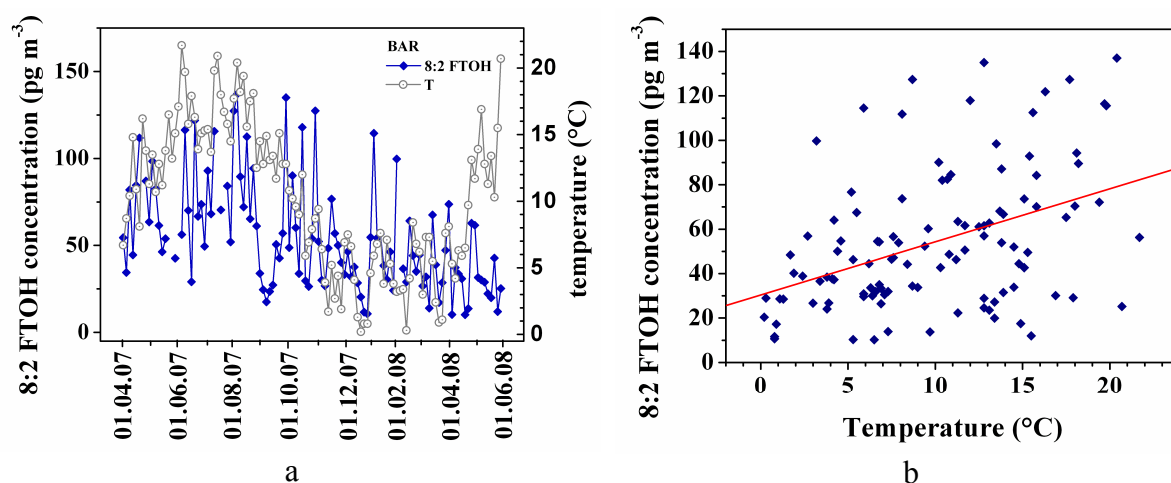 8:2 FTOH concentration (pg m⁻³)
150
100
50
0
BAR
8:2 FTOH
T
20
15
10
5
0
temperature (°C)
01.04.07
01.06.07
01.08.07
01.10.07
01.12.07
01.02.08
01.04.08
01.06.08
a
8:2 FTOH concentration (pg m⁻³)
140
120
100
80
60
40
20
0
0 5 10 15 20
Temperature (°C)
b